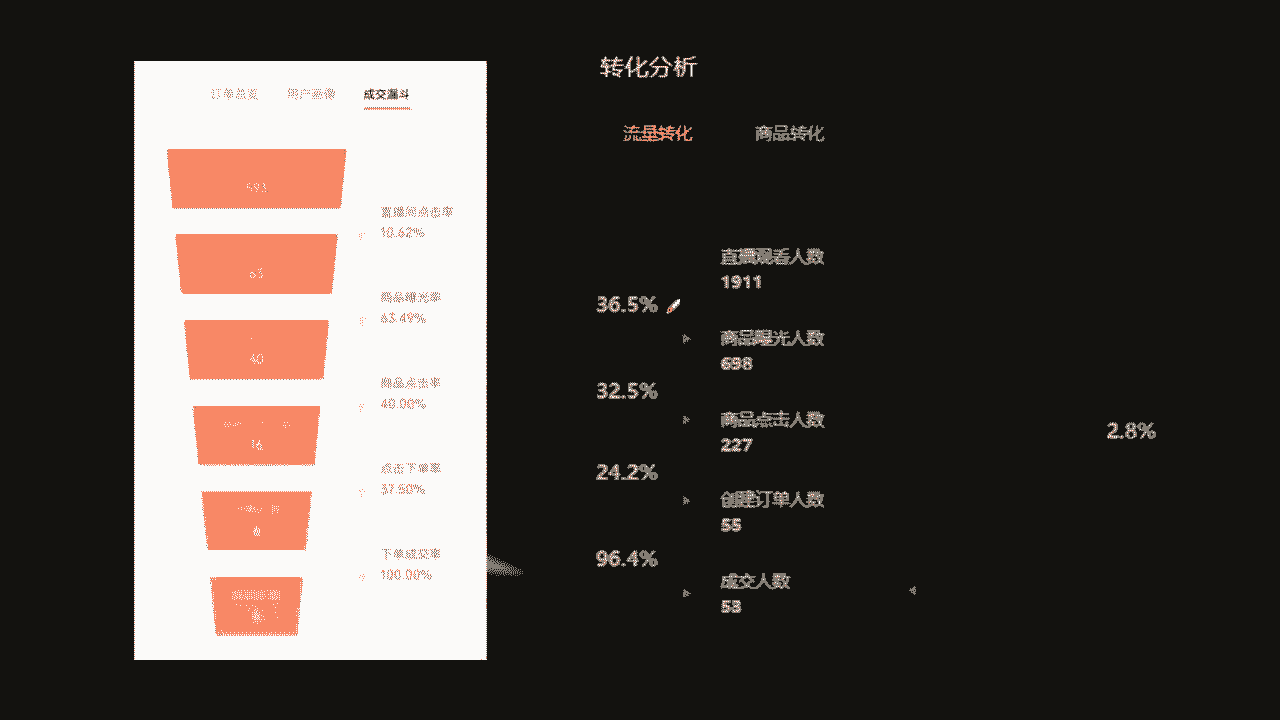 订单总览 用户画像 成交漏斗
593
直播间点击率
10.62%
63
商品曝光率
63.49%
40
商品点击率
40.00%
16
点击下单率
37.50%
6
下单成交率
100.00%
转化分析
流量转化 商品转化
直播观看人数
1911
36.5%
商品曝光人数
698
32.5%
商品点击人数
227
24.2%
创建订单人数
55
96.4%
成交人数
53
2.8%